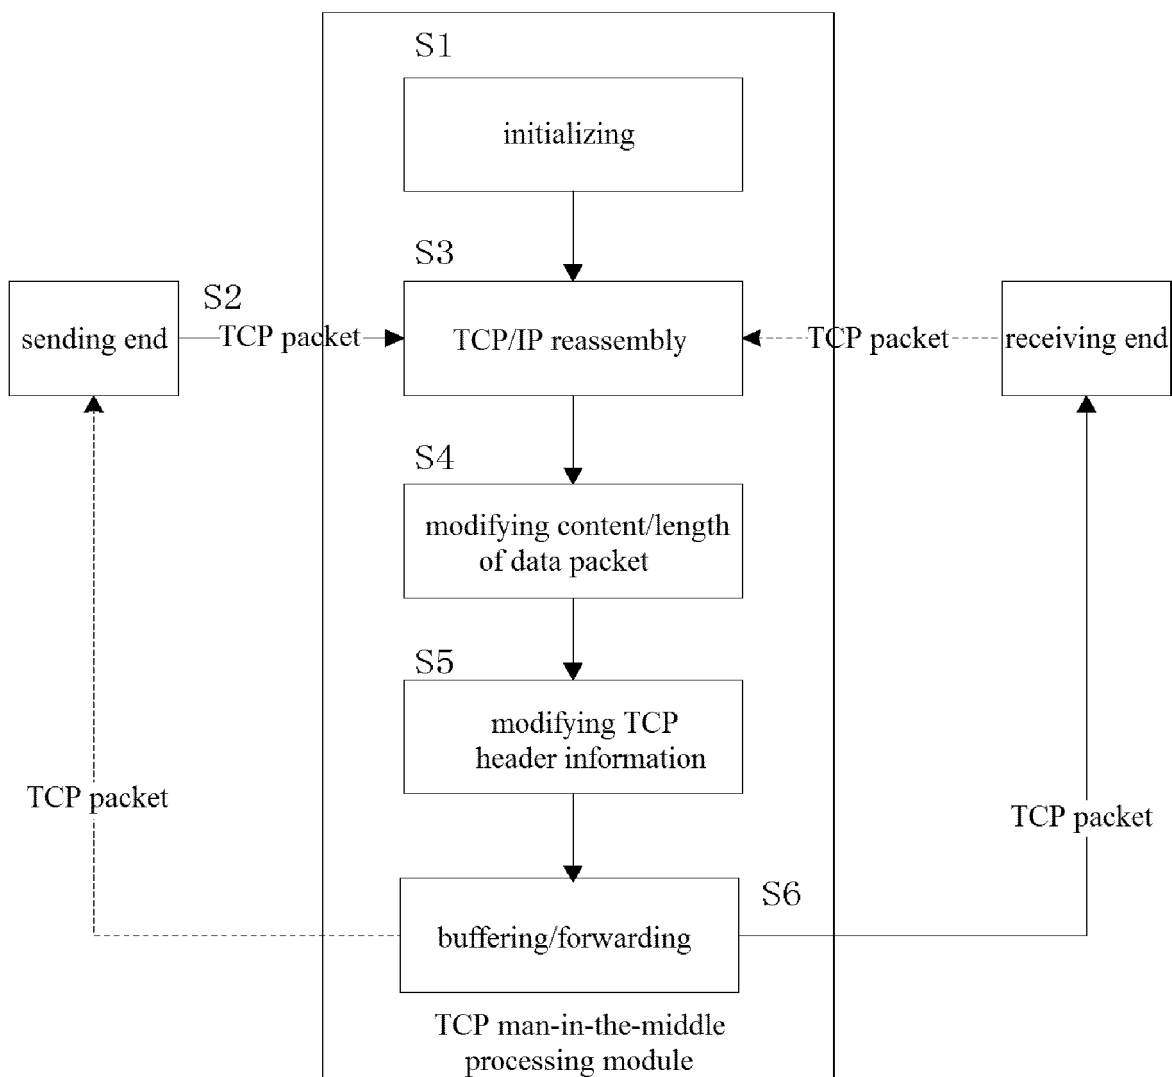 S1
initializing
S3
S2
sending end
TCP packet
TCP/IP reassembly
TCP packet
receiving end
S4
modifying content/length
of data packet
S5
modifying TCP
header information
TCP packet
TCP packet
S6
buffering/forwarding
TCP man-in-the-middle
processing module